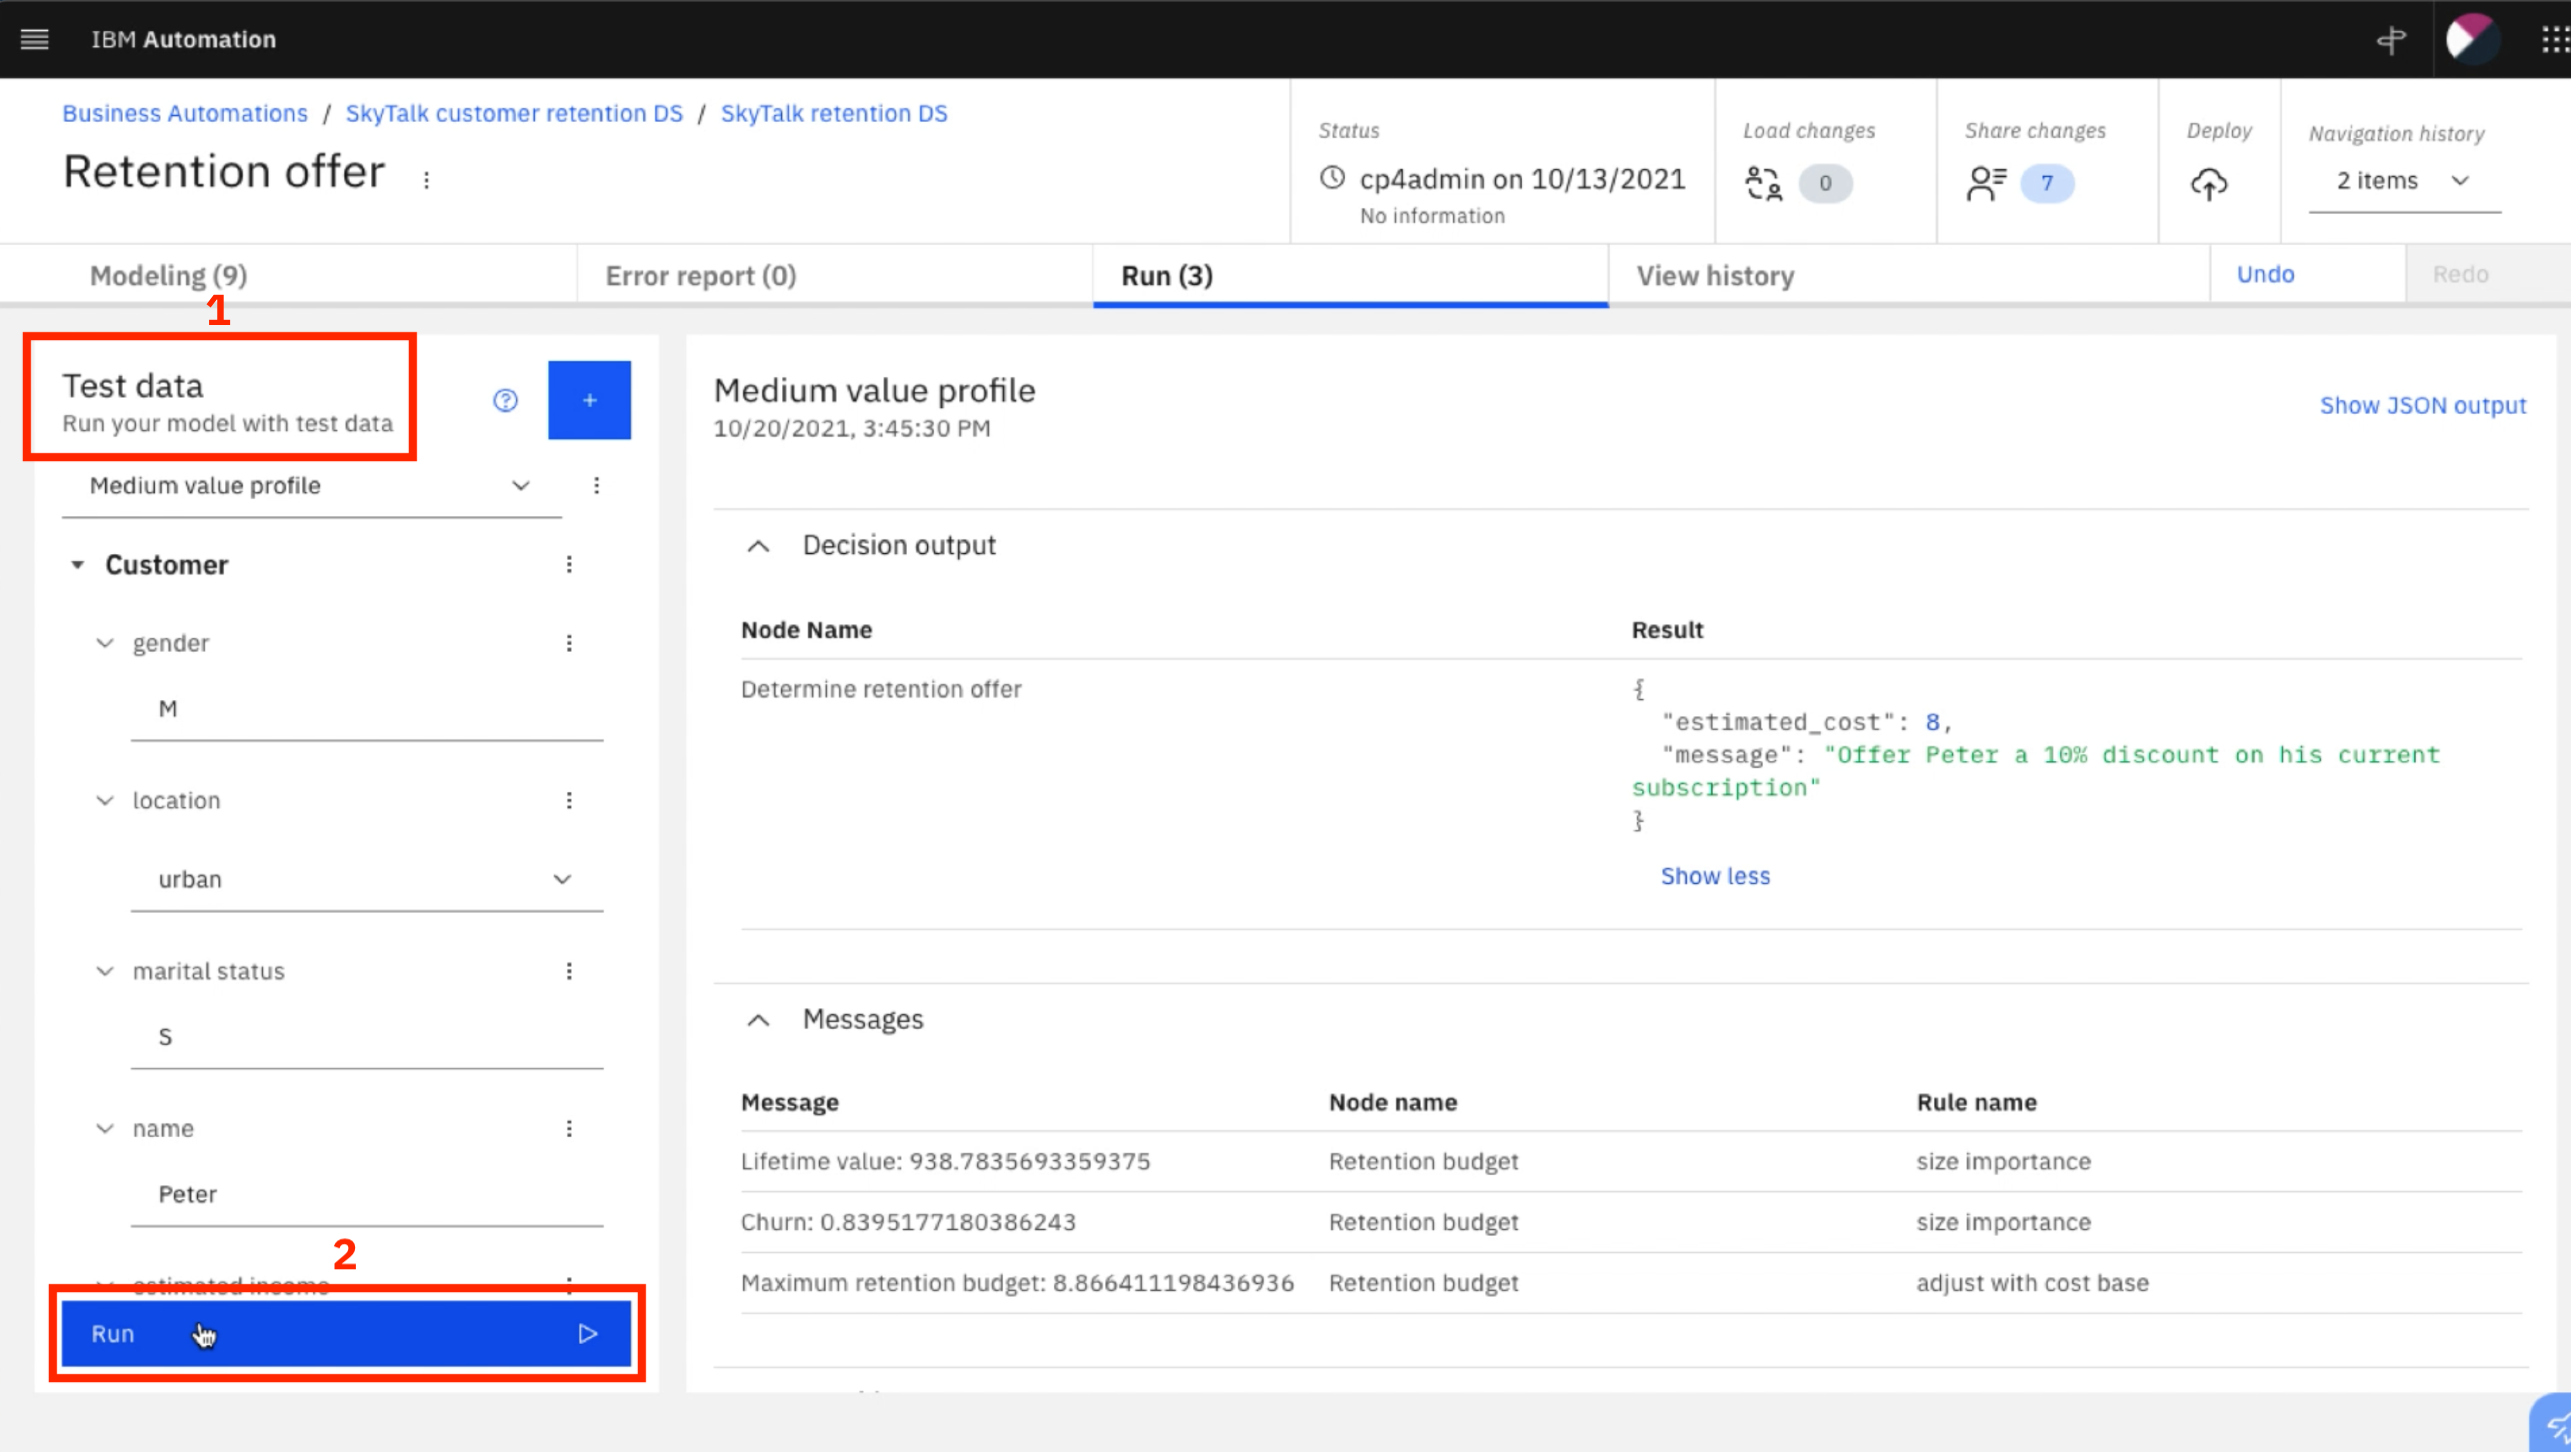 IBM Automation
Business Automations / SkyTalk customer retention DS / SkyTalk retention DS
Retention offer
Status
cp4admin on 10/13/2021
No information
Load changes
0
Share changes
7
Deploy
Navigation history
2 items
Modeling (9)
Error report (0)
Run (3)
View history
Undo
Redo
1
Test data
Run your model with test data
+
Medium value profile
Customer
gender
M
location
urban
marital status
S
name
Peter
2
estimated income
Run
Medium value profile
10/20/2021, 3:45:30 PM
Show JSON output
Decision output
Node Name Result
Determine retention offer
{
"estimated_cost": 8,
"message": "Offer Peter a 10% discount on his current
subscription"
}
Show less
Messages
Message Node name Rule name
Lifetime value: 938.7835693359375 Retention budget size importance
Churn: 0.8395177180386243 Retention budget size importance
Maximum retention budget: 8.866411198436936 Retention budget adjust with cost base